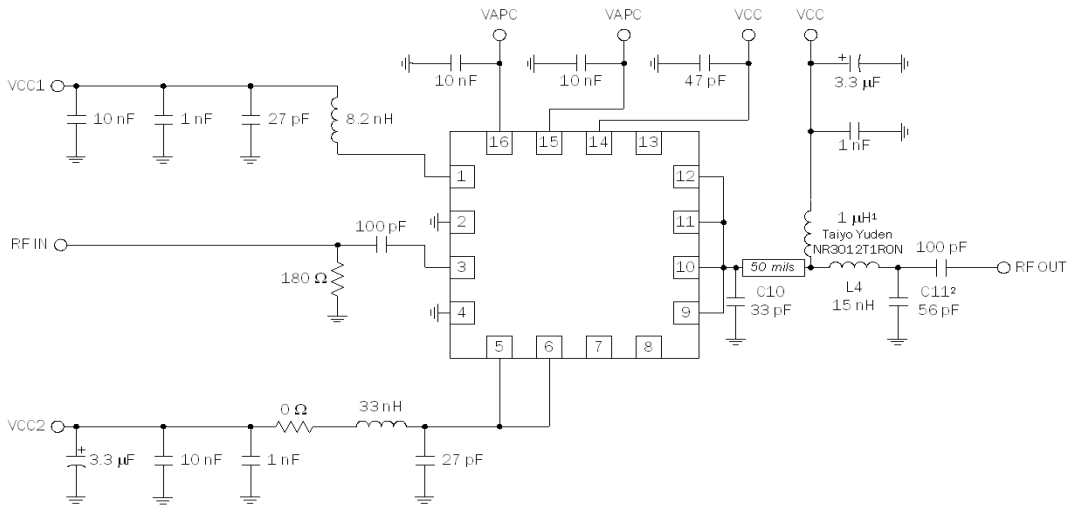 VAPC
VAPC
VCC
VCC
10 nF
10 nF
47 pF
+
3.3 µF
VCC1
10 nF
1 nF
27 pF
8.2 nH
1 nF
16
15
14
13
1
12
2
11
3
10
4
9
5
6
7
8
RF IN
100 pF
180 Ω
1 µH¹
Taiyo Yuden
NR3012T1R0N
50 mils
100 pF
RF OUT
C10
33 pF
L4
15 nH
C11²
56 pF
VCC2
0 Ω
33 nH
+
3.3 µF
10 nF
1 nF
27 pF